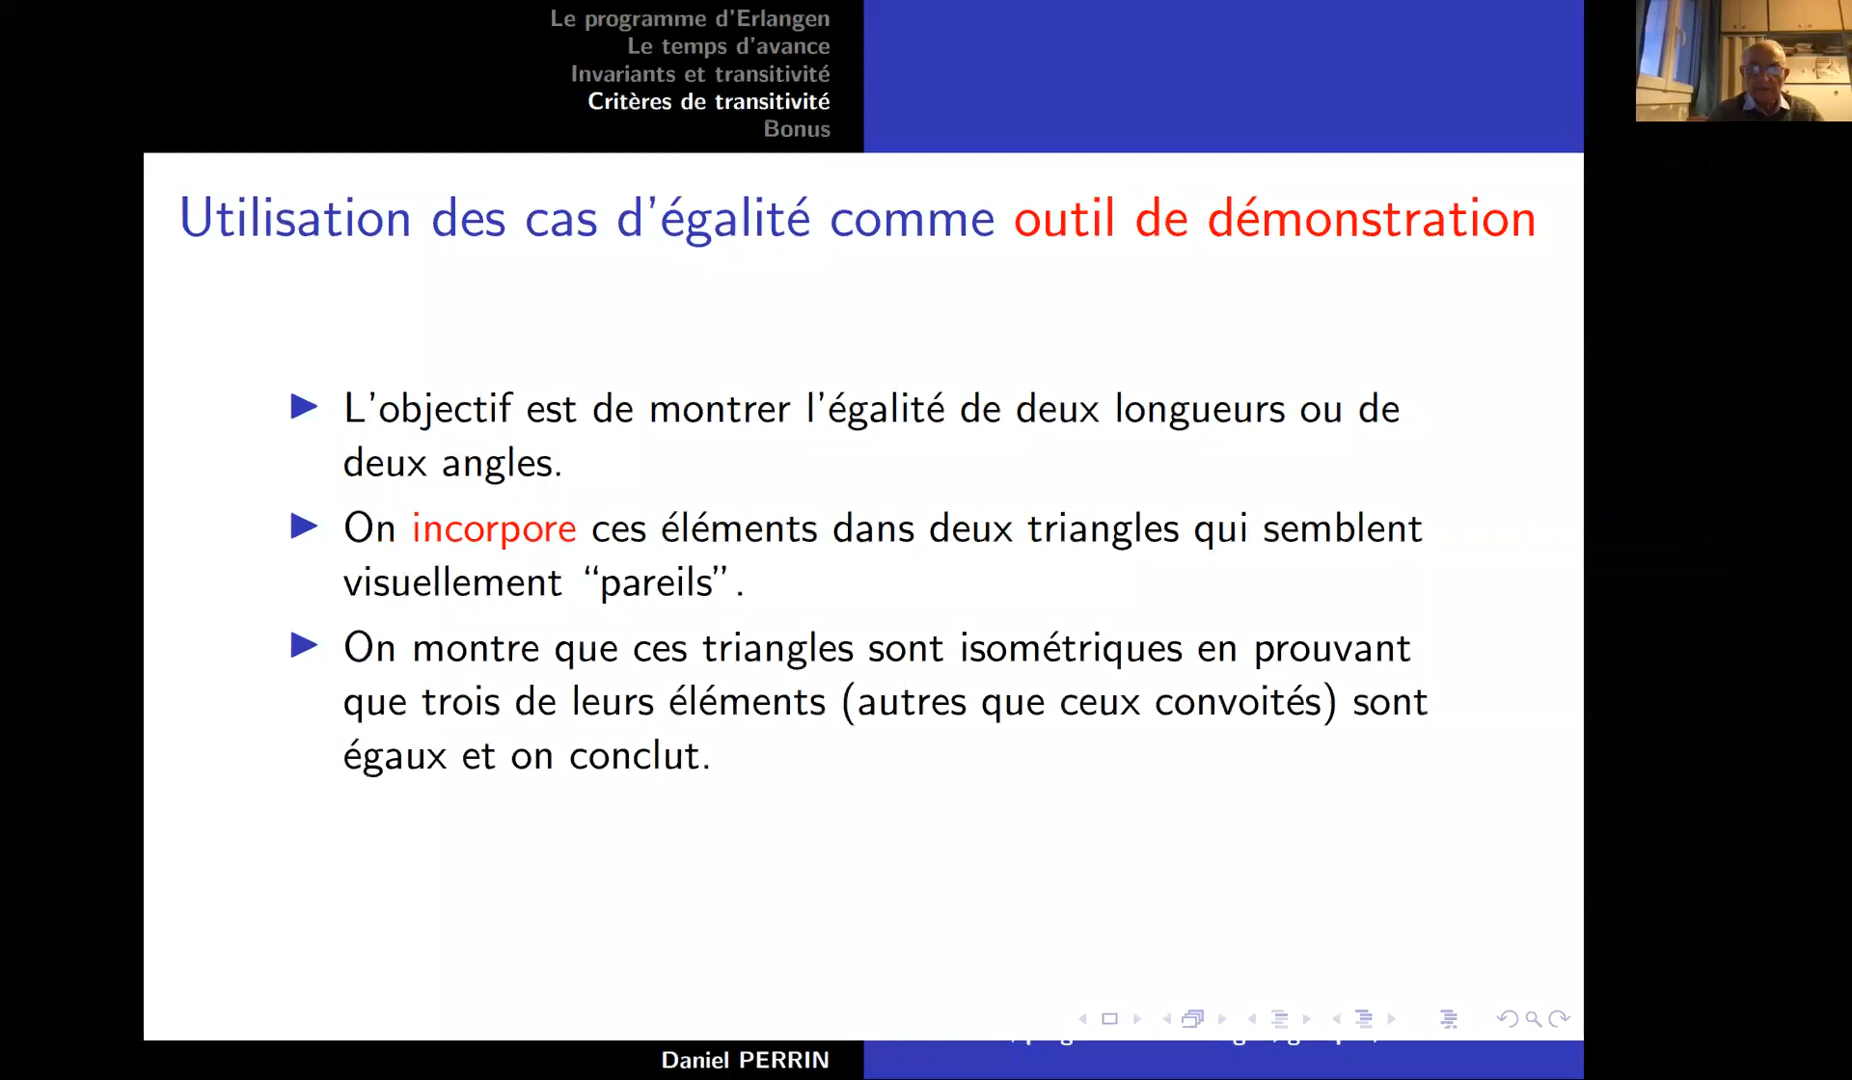 Le programme d'Erlangen
Le temps d'avance
Invariants et transitivité
Critères de transitivité
Bonus
Utilisation des cas d'égalité comme outil de démonstration
L'objectif est de montrer l'égalité de deux longueurs ou de
deux angles.
On incorpore ces éléments dans deux triangles qui semblent
visuellement “pareils”.
On montre que ces triangles sont isométriques en prouvant
que trois de leurs éléments (autres que ceux convoités) sont
égaux et on conclut.
Daniel PERRIN